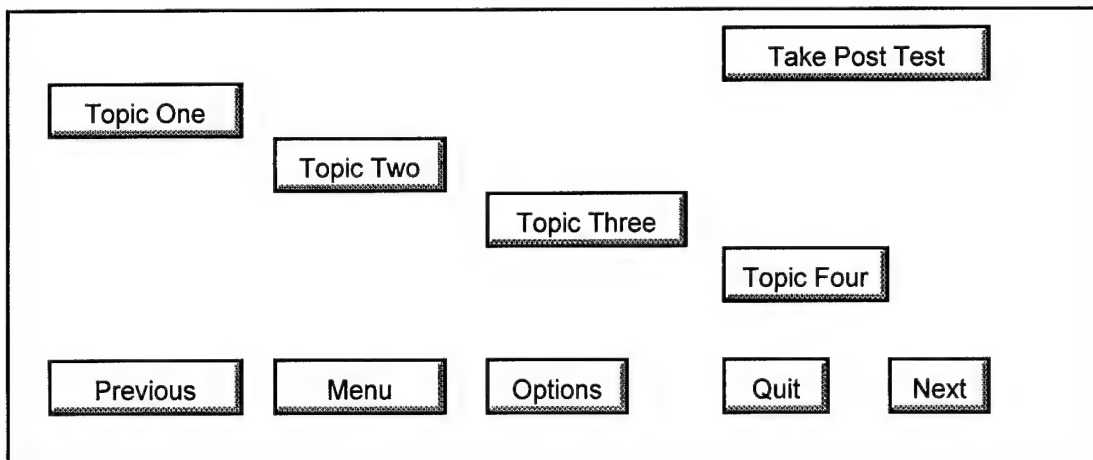 Take Post Test
Topic One
Topic Two
Topic Three
Topic Four
Previous Menu Options Quit Next